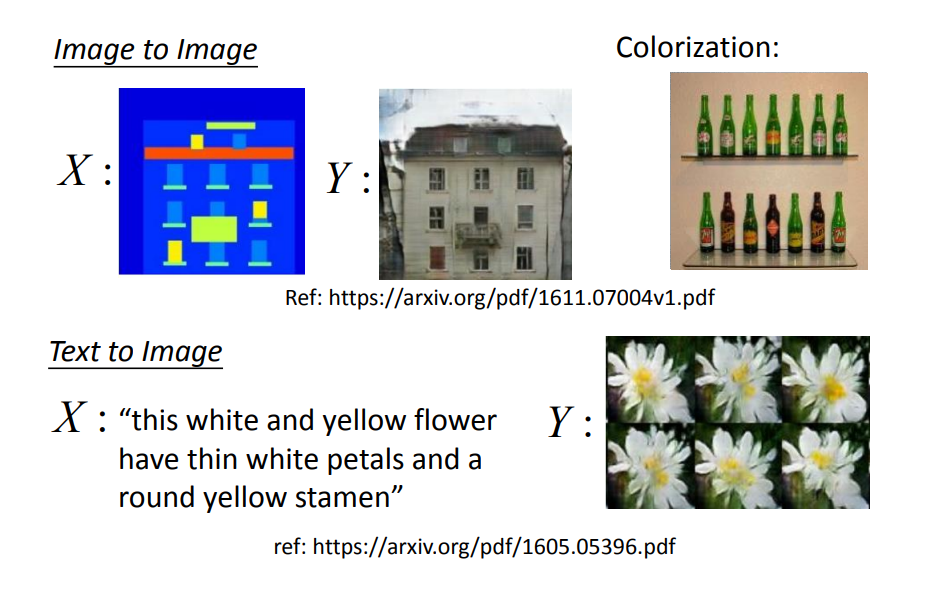 Image to Image
Colorization:
X :
Y :
Ref: https://arxiv.org/pdf/1611.07004v1.pdf
Text to Image
X : “this white and yellow flower
have thin white petals and a
round yellow stamen”
Y :
ref: https://arxiv.org/pdf/1605.05396.pdf